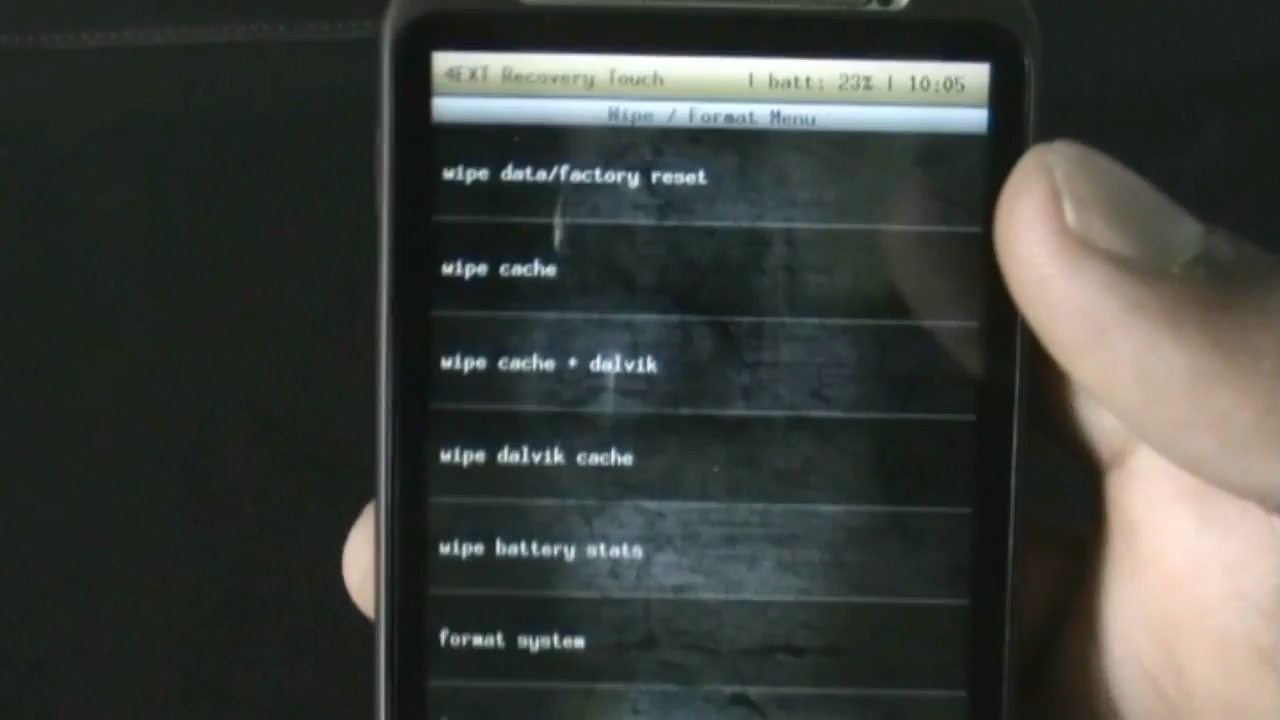 4EXT Recovery Touch | batt: 23% | 10:05
Wipe / Format Menu
wipe data/factory reset
wipe cache
wipe cache + dalvik
wipe dalvik cache
wipe battery stats
format system